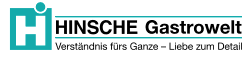 HINSCHE Gastrowelt
Verständnis fürs Ganze – Liebe zum Detail